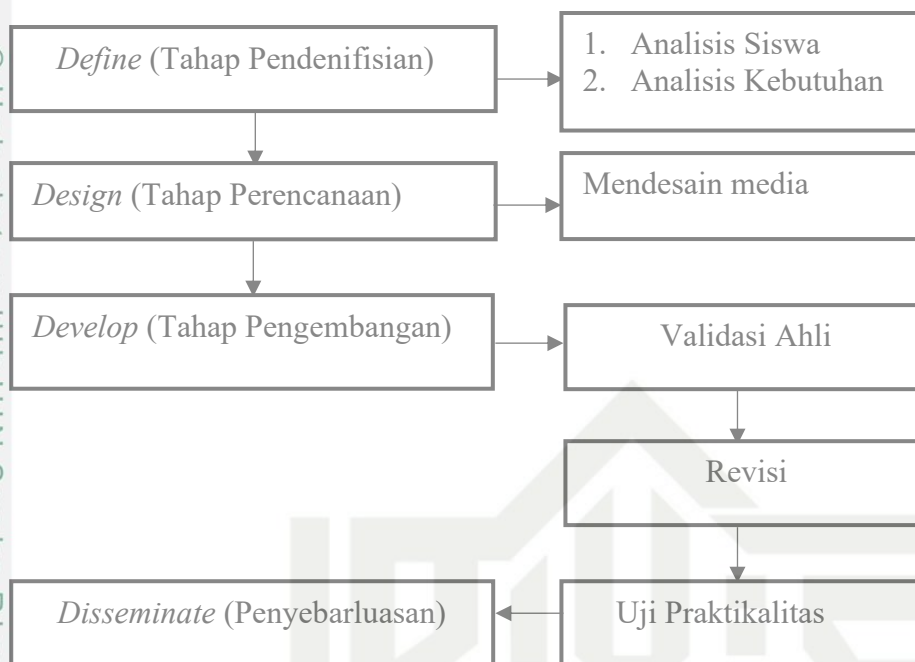 Define (Tahap Pendenifisian)
1. Analisis Siswa
2. Analisis Kebutuhan
Design (Tahap Perencanaan)
Mendesain media
Develop (Tahap Pengembangan)
Validasi Ahli
Revisi
Disseminate (Penyebarluasan)
Uji Praktikalitas